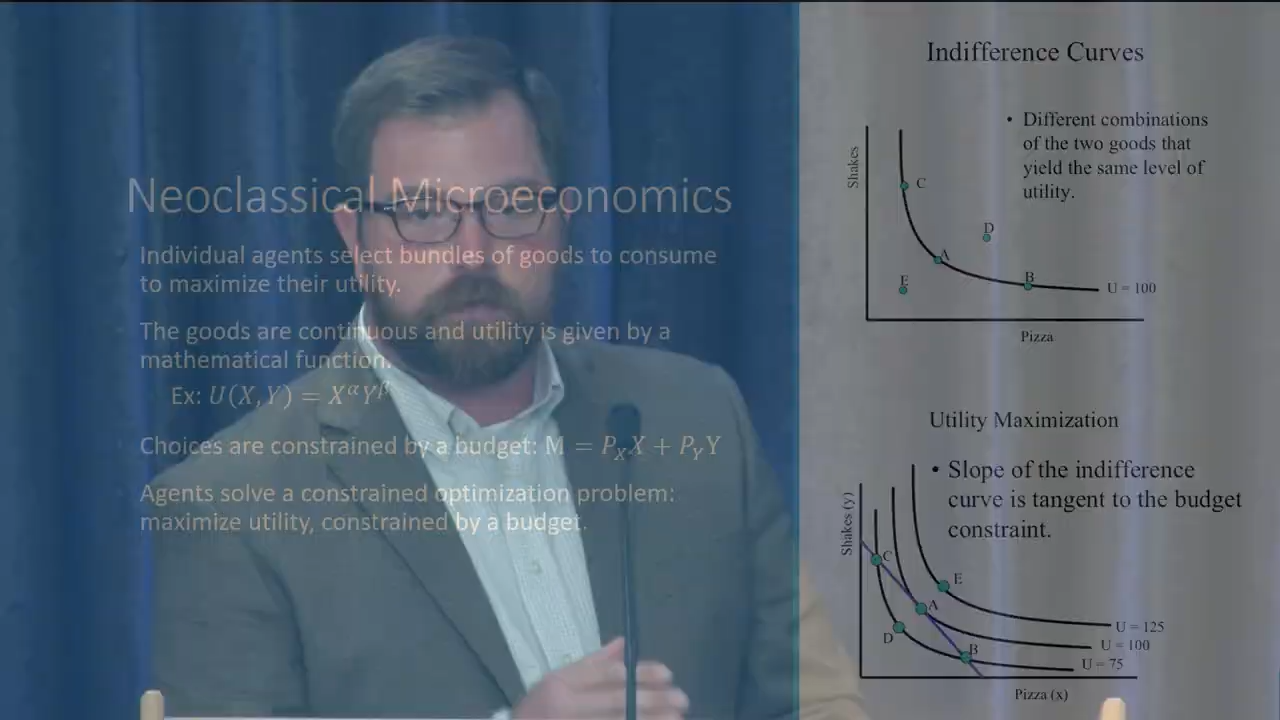 Neoclassical Microeconomics
Individual agents select bundles of goods to consume
to maximize their utility.
The goods are continuous and utility is given by a
mathematical function.
Ex: U(X, Y) = X^α Y^β
Choices are constrained by a budget: M = P_X X + P_Y Y
Agents solve a constrained optimization problem:
maximize utility, constrained by a budget.
Indifference Curves
• Different combinations
of the two goods that
yield the same level of
utility.
Shakes
C
D
A
E
B
U = 100
Pizza
Utility Maximization
• Slope of the indifference
curve is tangent to the budget
constraint.
Shakes (y)
C
E
A
D
B
U = 125
U = 100
U = 75
Pizza (x)